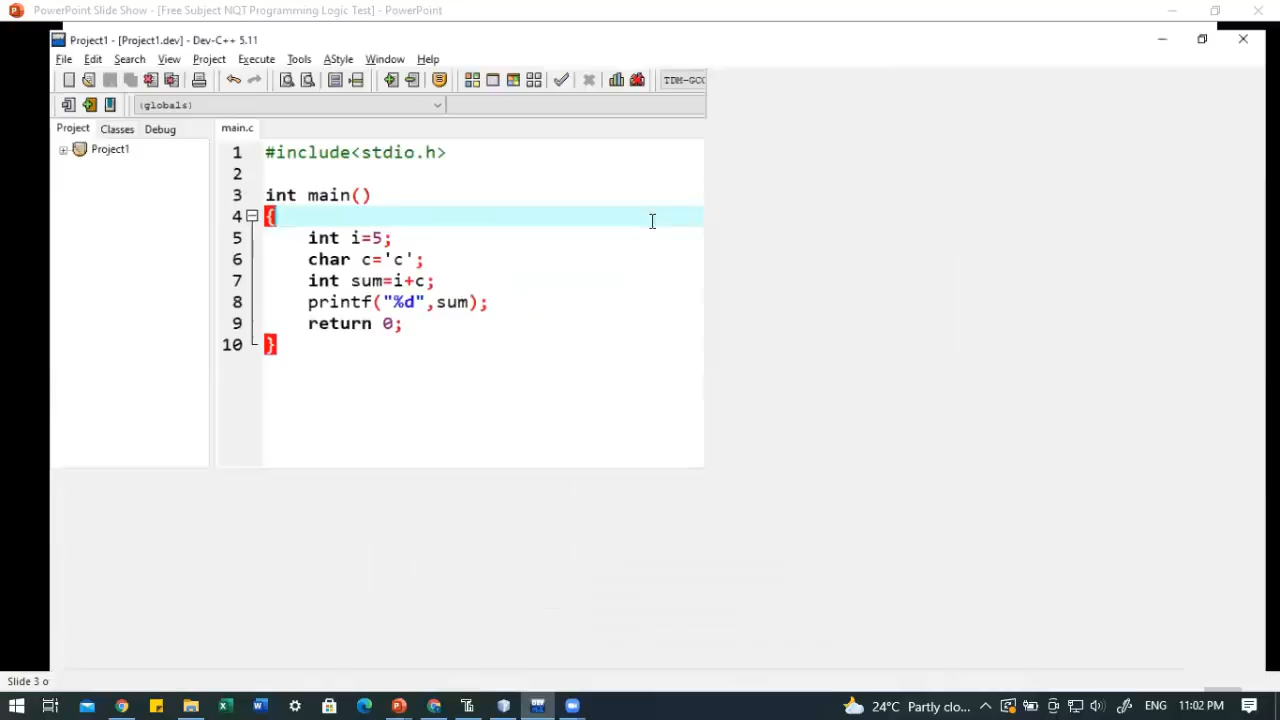 PowerPoint Slide Show - [Free Subject NQT Programming Logic Test] - PowerPoint
Project1 - [Project1.dev] - Dev-C++ 5.11
File Edit Search View Project Execute Tools AStyle Window Help
TDM-GCC
(globals)
Project Classes Debug
main.c
Project1
1 #include<stdio.h>
2
3 int main()
4 {
5 int i=5;
6 char c='c';
7 int sum=i+c;
8 printf("%d",sum);
9 return 0;
10 }
Slide 3 o
24°C Partly clo... ENG 11:02 PM